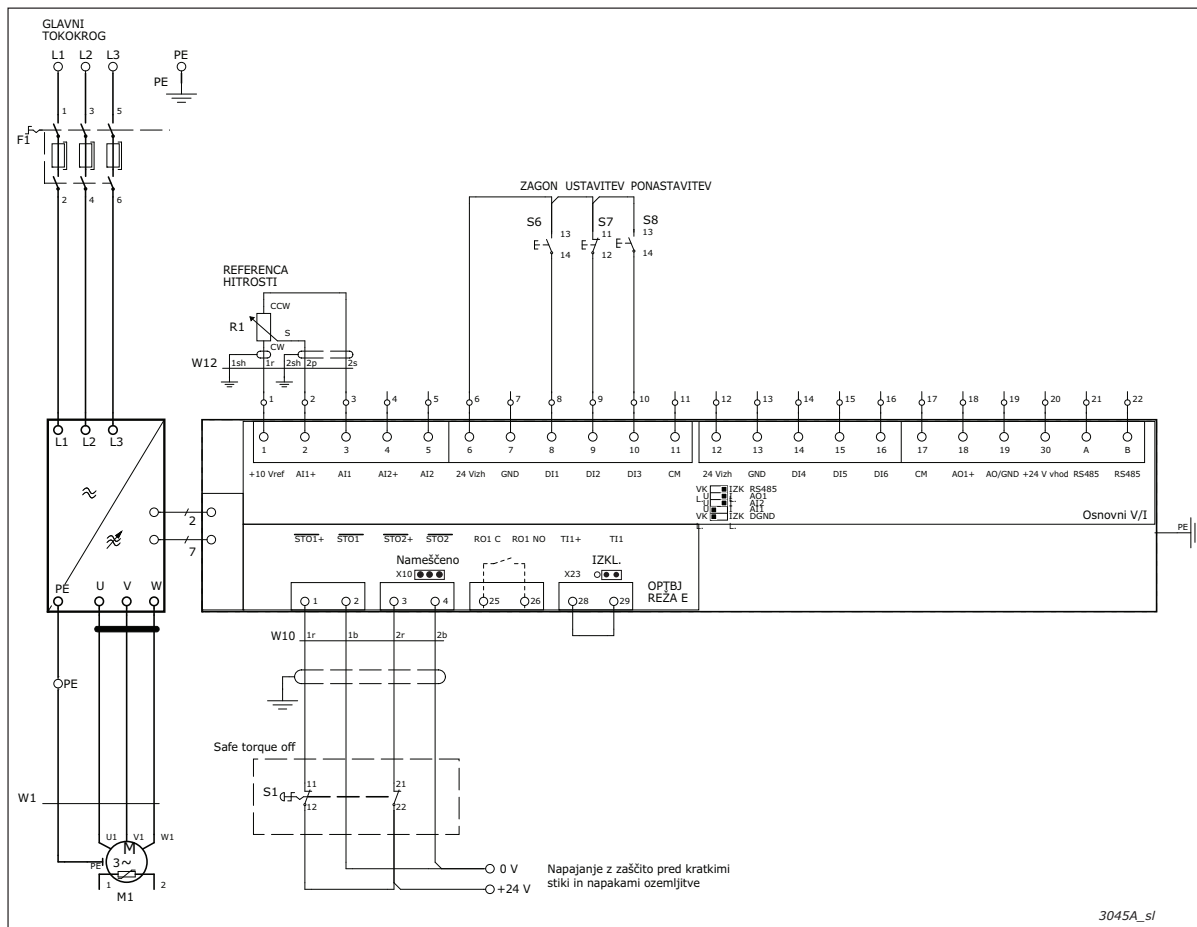 GLAVNI
TOKOKROG
L1 L2 L3 PE
PE
1 3 5
F1
2 4 6
ZAGON USTAVITEV PONASTAVITEV
S6 S7 S8
13 11 13
14 12 14
REFERENCA
HITROSTI
CCW
R1
S
CW
W12 1sh 1r 2sh 2p 2s
1 2 3 4 5 6 7 8 9 10 11 12 13 14 15 16 17 18 19 20 21 22
L1 L2 L3
1 2 3 4 5 6 7 8 9 10 11 12 13 14 15 16 17 18 19 30 A B
+10 Vref AI1+ AI1 AI2+ AI2 24 Vizh GND DI1 DI2 DI3 CM 24 Vizh GND DI4 DI5 DI6 CM AO1+ AO/GND +24 V vhod RS485 RS485
VK IZK RS485
L. U I L. AO1
U I AI2
U I AI1
VK IZK DGND
L. L.
Osnovni V/I
2
7
PE
STO1+ STO1 STO2+ STO2 RO1 C RO1 NO TI1+ TI1
Nameščeno IZKL.
X10 X23
OPTBJ
REŽA E
PE U V W
1 2 3 4 25 26 28 29
W10 1r 1b 2r 2b
PE
Safe torque off
S1
11 21
12 22
W1
U1 V1 W1
M
3~
PE
1 2
M1
0 V Napajanje z zaščito pred kratkimi
+24 V stiki in napakami ozemljitve
3045A_sl